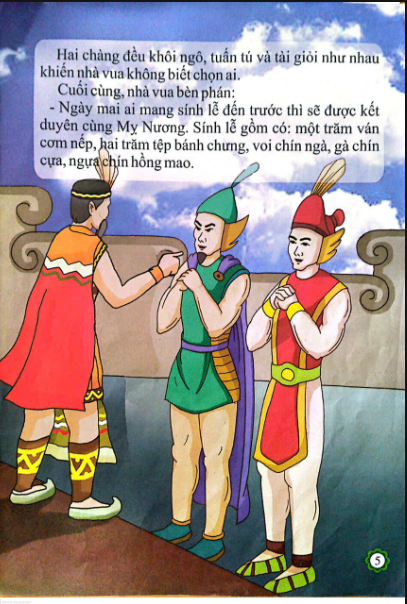 Hai chàng đều khôi ngô, tuấn tú và tài giỏi như nhau
khiến nhà vua không biết chọn ai.
Cuối cùng, nhà vua bèn phán:
- Ngày mai ai mang sính lễ đến trước thì sẽ được kết
duyên cùng Mỵ Nương. Sính lễ gồm có: một trăm ván
cơm nếp, hai trăm tệp bánh chưng, voi chín ngà, gà chín
cựa, ngựa chín hồng mao.
5